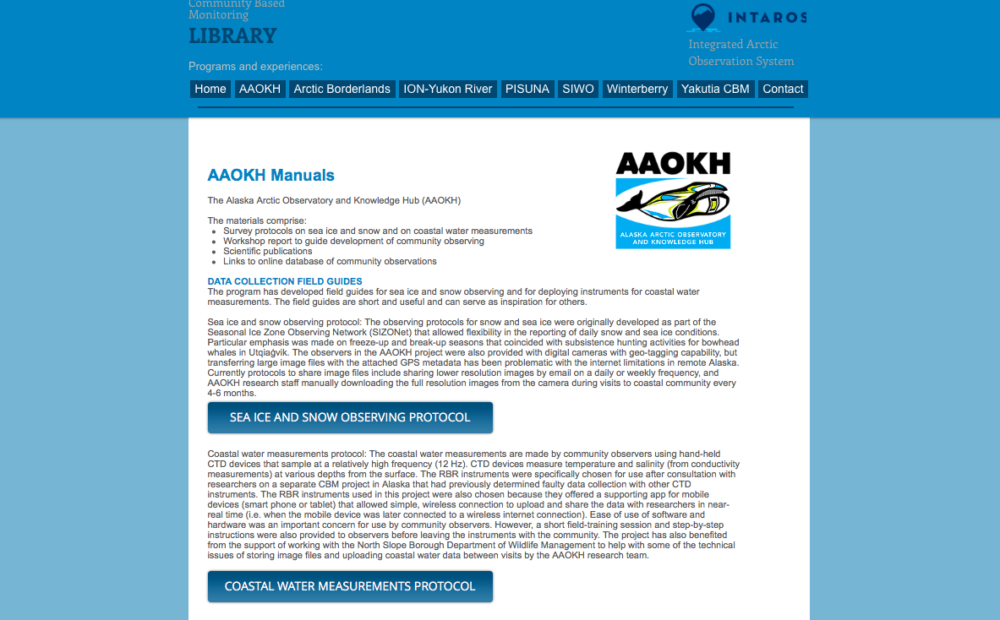 Community Based
Monitoring
LIBRARY
INTAROS
Integrated Arctic
Observation System
Programs and experiences:
Home AAOKH Arctic Borderlands ION-Yukon River PISUNA SIWO Winterberry Yakutia CBM Contact
AAOKH
ALASKA ARCTIC OBSERVATORY
AND KNOWLEDGE HUB
AAOKH Manuals
The Alaska Arctic Observatory and Knowledge Hub (AAOKH)
The materials comprise:
• Survey protocols on sea ice and snow and on coastal water measurements
• Workshop report to guide development of community observing
• Scientific publications
• Links to online database of community observations
DATA COLLECTION FIELD GUIDES
The program has developed field guides for sea ice and snow observing and for deploying instruments for coastal water
measurements. The field guides are short and useful and can serve as inspiration for others.
Sea ice and snow observing protocol: The observing protocols for snow and sea ice were originally developed as part of the
Seasonal Ice Zone Observing Network (SIZONet) that allowed flexibility in the reporting of daily snow and sea ice conditions.
Particular emphasis was made on freeze-up and break-up seasons that coincided with subsistence hunting activities for bowhead
whales in Utqiaġvik. The observers in the AAOKH project were also provided with digital cameras with geo-tagging capability, but
transferring large image files with the attached GPS metadata has been problematic with the internet limitations in remote Alaska.
Currently protocols to share image files include sharing lower resolution images by email on a daily or weekly frequency, and
AAOKH research staff manually downloading the full resolution images from the camera during visits to coastal community every
4-6 months.
SEA ICE AND SNOW OBSERVING PROTOCOL
Coastal water measurements protocol: The coastal water measurements are made by community observers using hand-held
CTD devices that sample at a relatively high frequency (12 Hz). CTD devices measure temperature and salinity (from conductivity
measurements) at various depths from the surface. The RBR instruments were specifically chosen for use after consultation with
researchers on a separate CBM project in Alaska that had previously determined faulty data collection with other CTD
instruments. The RBR instruments used in this project were also chosen because they offered a supporting app for mobile
devices (smart phone or tablet) that allowed simple, wireless connection to upload and share the data with researchers in near-
real time (i.e. when the mobile device was later connected to a wireless internet connection). Ease of use of software and
hardware was an important concern for use by community observers. However, a short field-training session and step-by-step
instructions were also provided to observers before leaving the instruments with the community. The project has also benefited
from the support of working with the North Slope Borough Department of Wildlife Management to help with some of the technical
issues of storing image files and uploading coastal water data between visits by the AAOKH research team.
COASTAL WATER MEASUREMENTS PROTOCOL